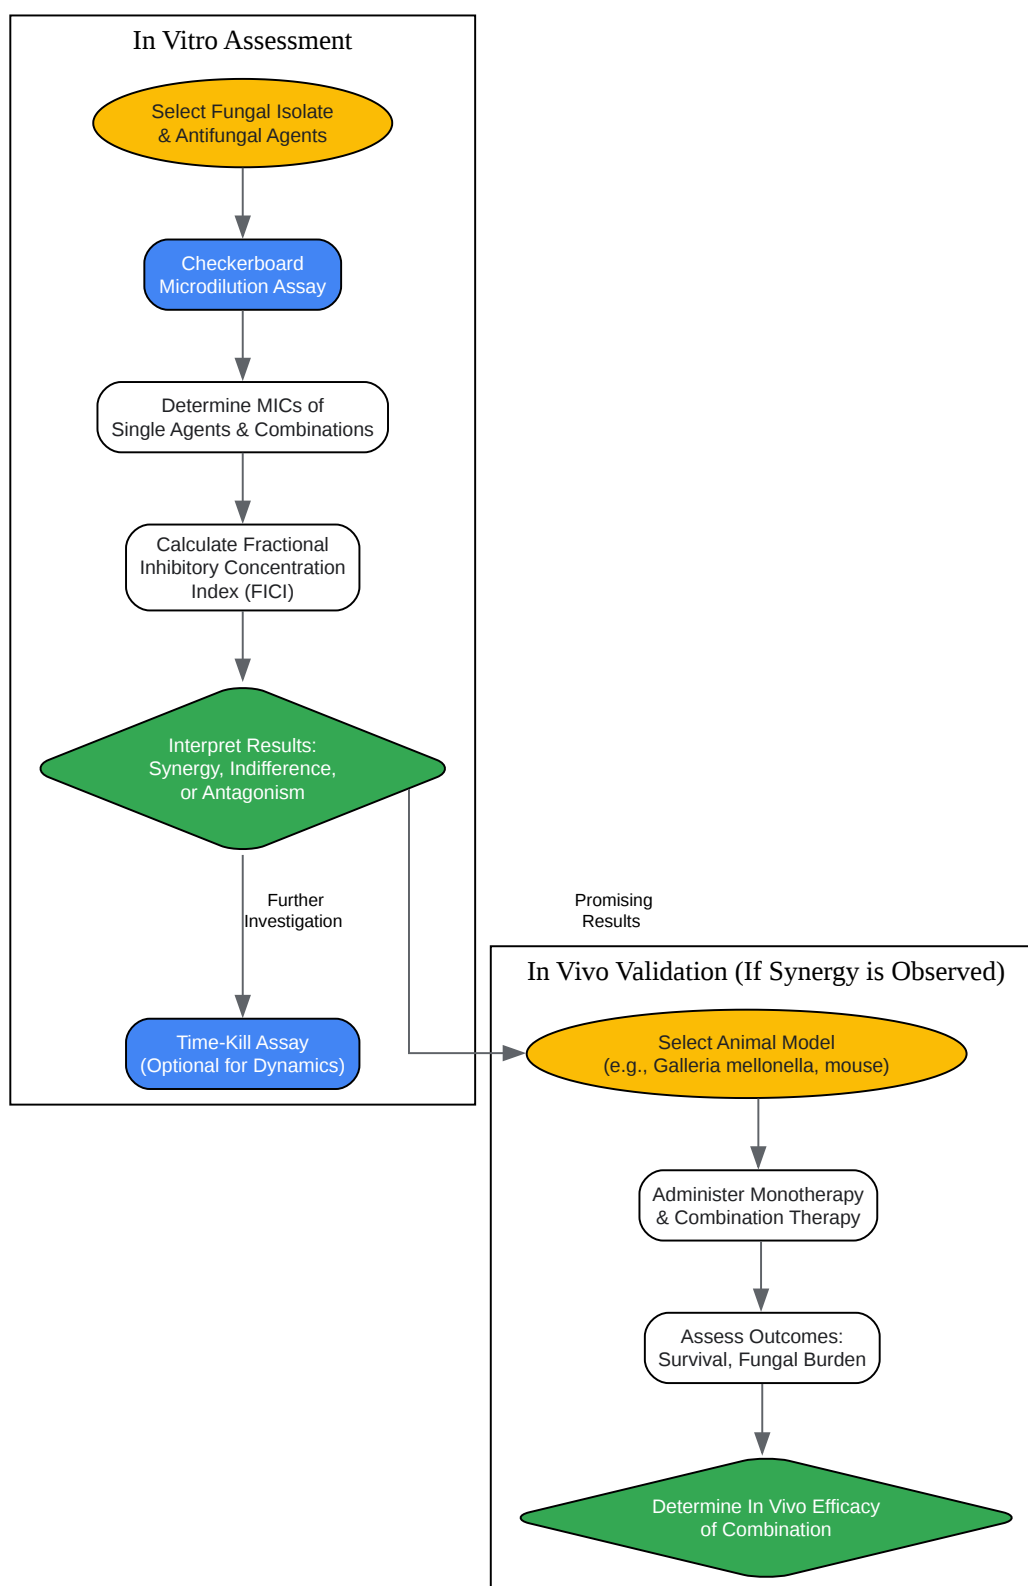 In Vitro Assessment
Select Fungal Isolate
& Antifungal Agents
Checkerboard
Microdilution Assay
Determine MICs of
Single Agents & Combinations
Calculate Fractional
Inhibitory Concentration
Index (FICI)
Interpret Results:
Synergy, Indifference,
or Antagonism
Further
Investigation
Promising
Results
Time-Kill Assay
(Optional for Dynamics)
In Vivo Validation (If Synergy is Observed)
Select Animal Model
(e.g., Galleria mellonella, mouse)
Administer Monotherapy
& Combination Therapy
Assess Outcomes:
Survival, Fungal Burden
Determine In Vivo Efficacy
of Combination